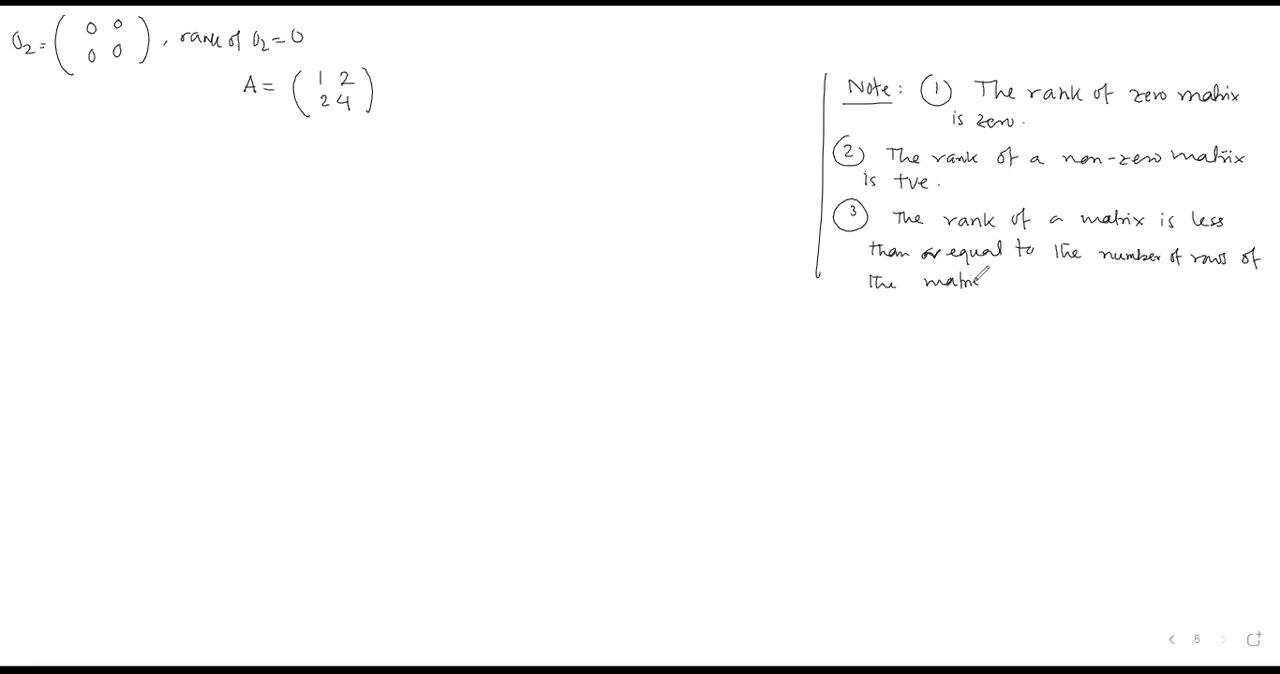 O₂ = ( 0 0
0 0 ) , rank of O₂ = 0
A = ( 1 2
2 4 )
Note: ① The rank of zero matrix
is zero.
② The rank of a non-zero matrix
is +ve.
③ The rank of a matrix is less
than or equal to the number of rows of
the matri
< 6 >